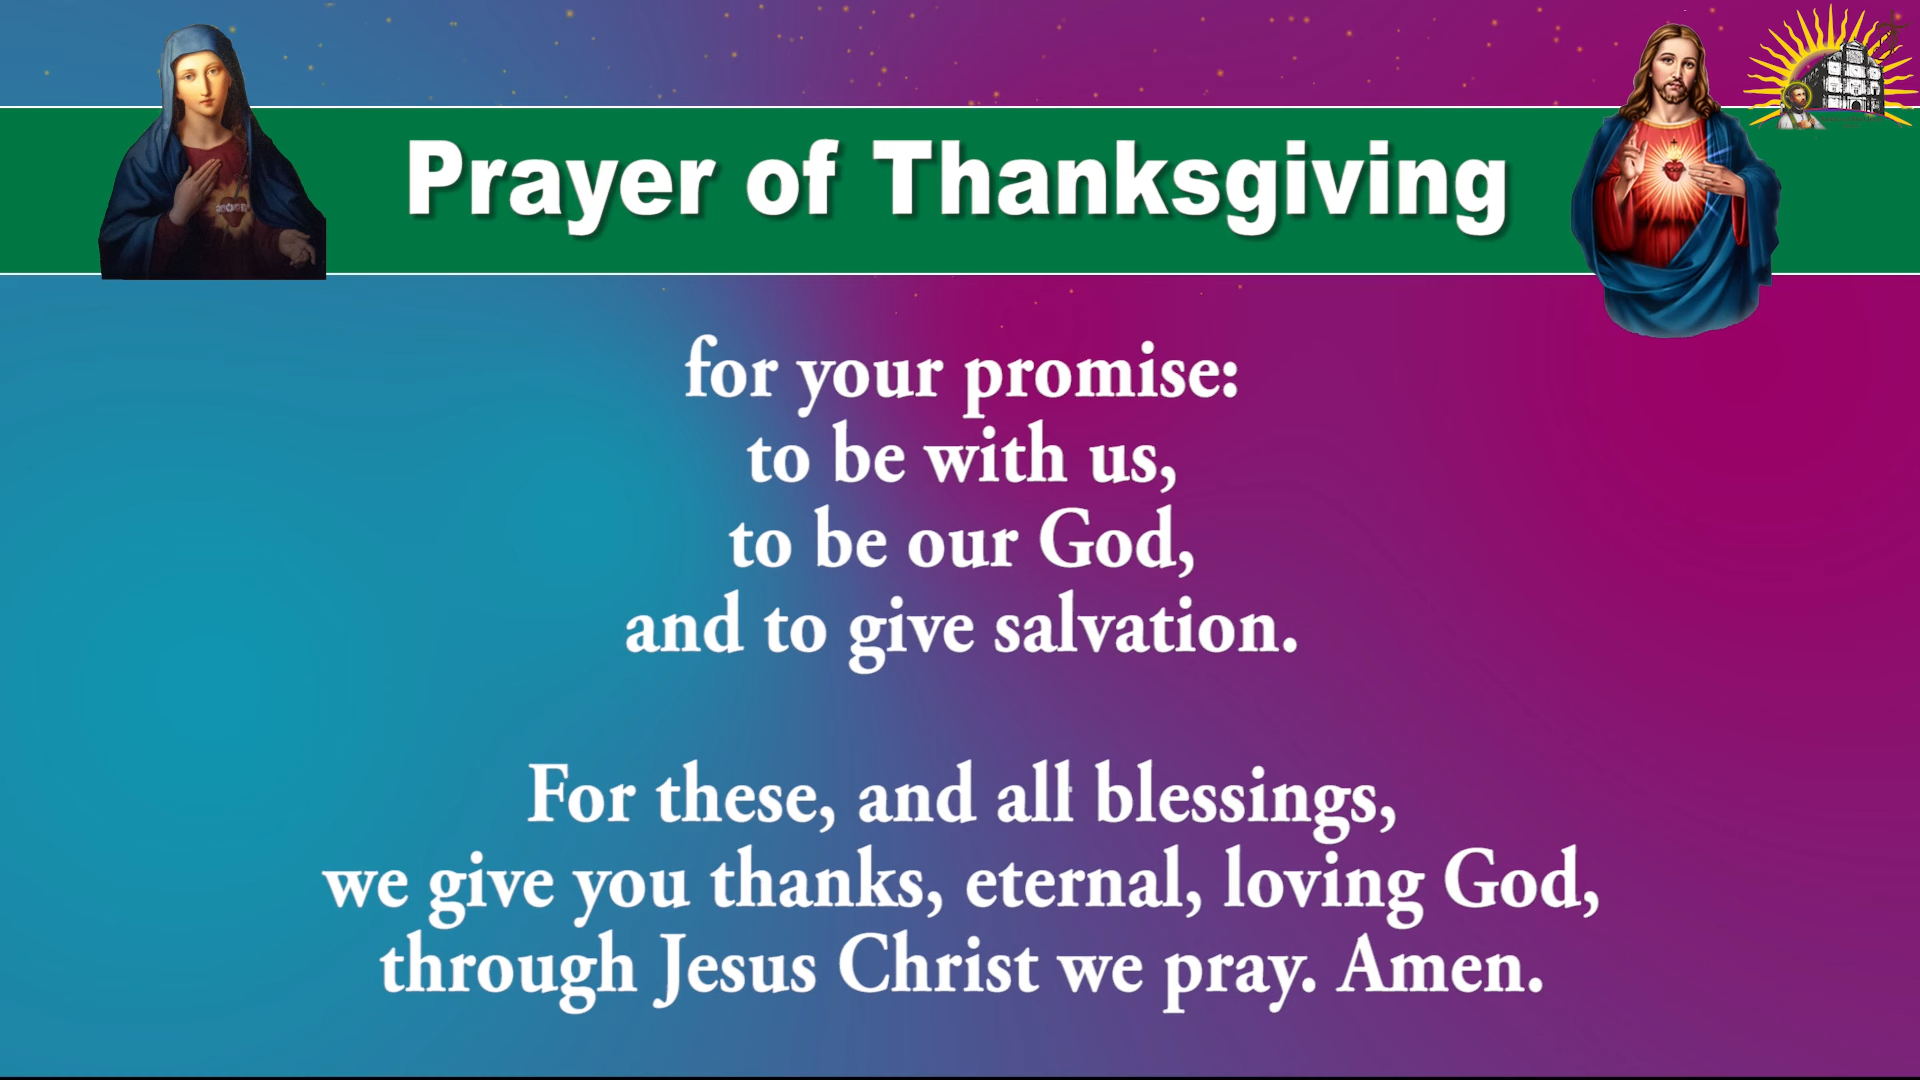 Prayer of Thanksgiving
for your promise:
to be with us,
to be our God,
and to give salvation.
For these, and all blessings,
we give you thanks, eternal, loving God,
through Jesus Christ we pray. Amen.